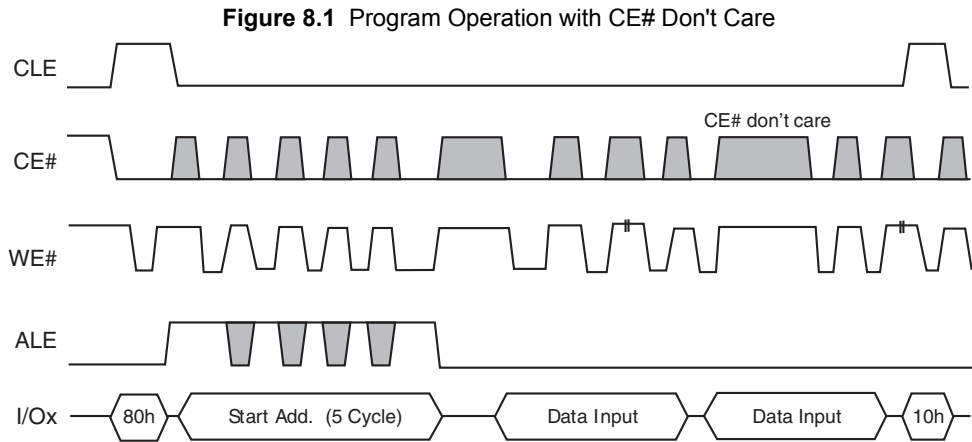 Figure 8.1 Program Operation with CE# Don't Care
CLE
CE#
CE# don't care
WE#
ALE
I/Ox
80h
Start Add. (5 Cycle)
Data Input
Data Input
10h